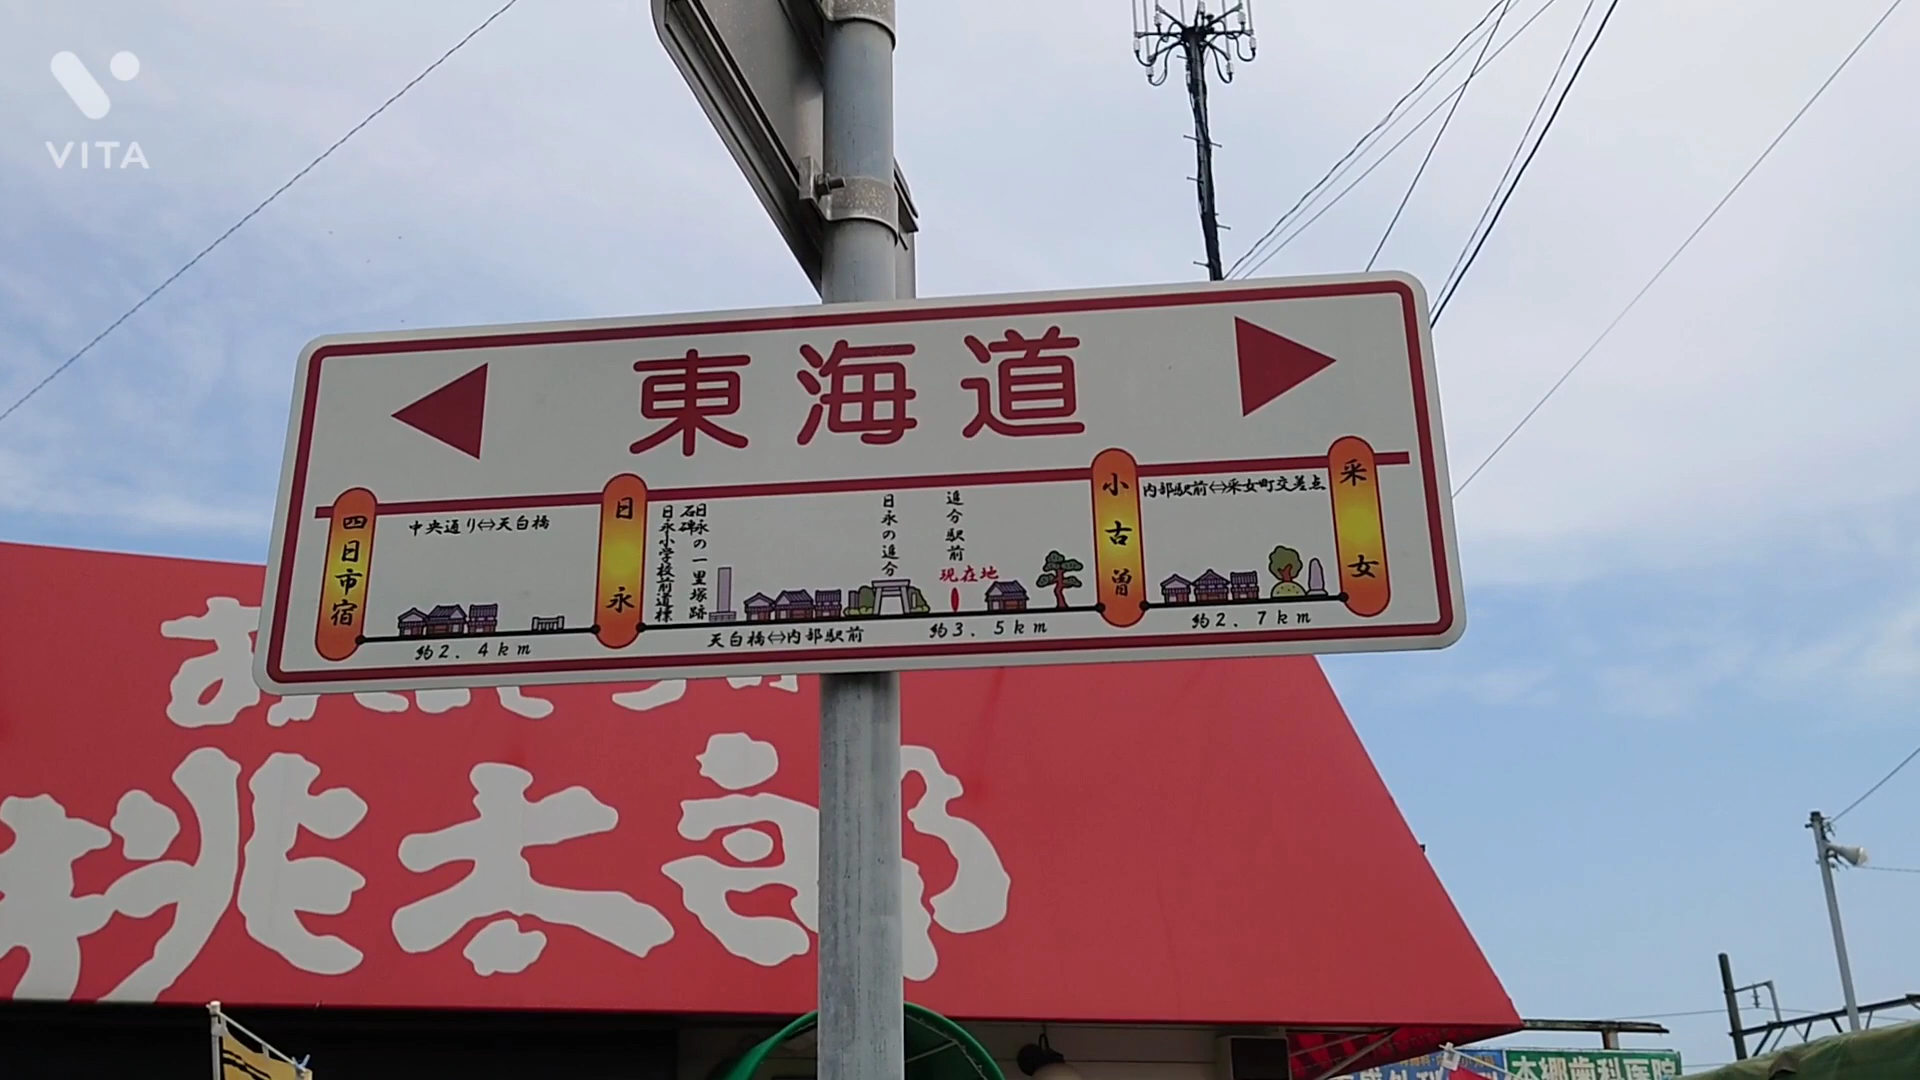 VITA
東海道
四日市宿
中央通り⇔天白橋
約2.4km
日永
日永小学校前道標
日永の一里塚跡
石碑
天白橋⇔内部駅前
日永の追分
追分駅前
現在地
約3.5km
小古曽
内部駅前⇔采女町交差点
約2.7km
采女
桃太郎
本郷歯科医院